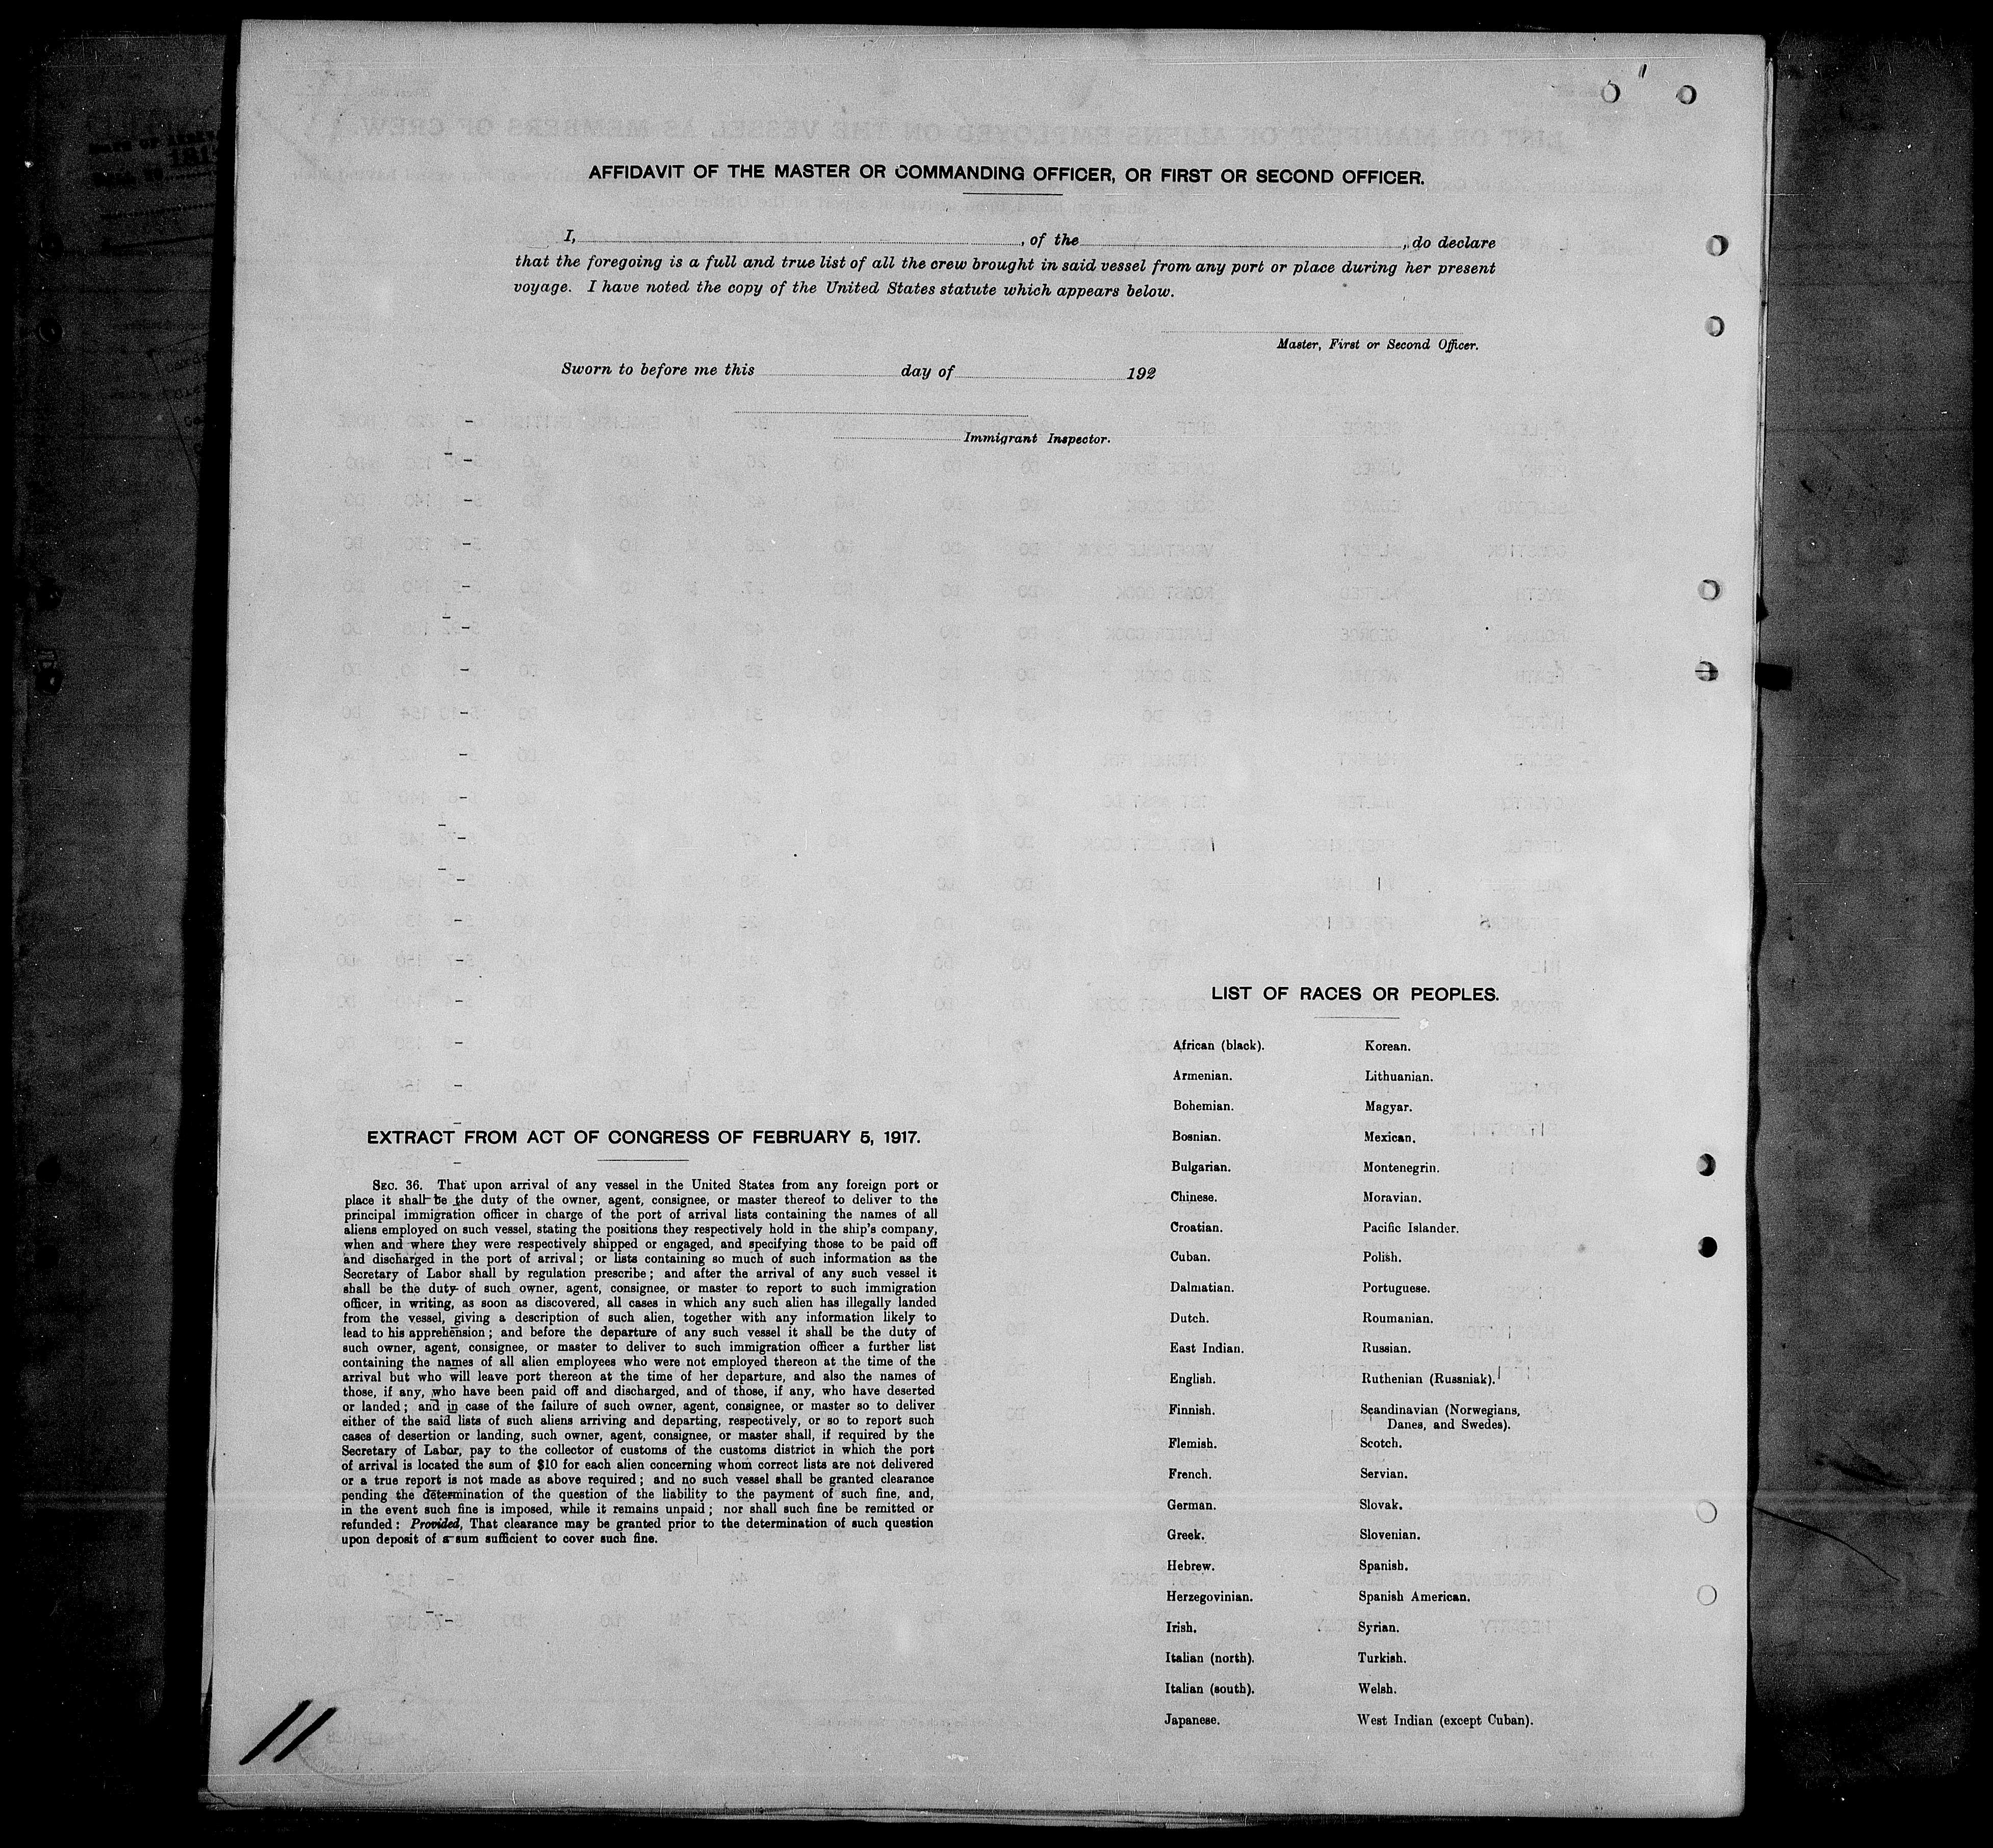 AFFIDAVIT OF THE MASTER OR COMMANDING OFFICER, OR FIRST OR SECOND OFFICER.
I, , of the , do declare
that the foregoing is a full and true list of all the crew brought in said vessel from any port or place during her present
voyage. I have noted the copy of the United States statute which appears below.
Master, First or Second Officer.
Sworn to before me this day of 192
Immigrant Inspector.
EXTRACT FROM ACT OF CONGRESS OF FEBRUARY 5, 1917.
SEC. 36. That upon arrival of any vessel in the United States from any foreign port or
place it shall be the duty of the owner, agent, consignee, or master thereof to deliver to the
principal immigration officer in charge of the port of arrival lists containing the names of all
aliens employed on such vessel, stating the positions they respectively hold in the ship's company,
when and where they were respectively shipped or engaged, and specifying those to be paid off
and discharged in the port of arrival; or lists containing so much of such information as the
Secretary of Labor shall by regulation prescribe; and after the arrival of any such vessel it
shall be the duty of such owner, agent, consignee, or master to report to such immigration
officer, in writing, as soon as discovered, all cases in which any such alien has illegally landed
from the vessel, giving a description of such alien, together with any information likely to
lead to his apprehension; and before the departure of any such vessel it shall be the duty of
such owner, agent, consignee, or master to deliver to such immigration officer a further list
containing the names of all alien employees who were not employed thereon at the time of the
arrival but who will leave port thereon at the time of her departure, and also the names of
those, if any, who have been paid off and discharged, and of those, if any, who have deserted
or landed; and in case of the failure of such owner, agent, consignee, or master so to deliver
either of the said lists of such aliens arriving and departing, respectively, or so to report such
cases of desertion or landing, such owner, agent, consignee, or master shall, if required by the
Secretary of Labor, pay to the collector of customs of the customs district in which the port
of arrival is located the sum of $10 for each alien concerning whom correct lists are not delivered
or a true report is not made as above required; and no such vessel shall be granted clearance
pending the determination of the question of the liability to the payment of such fine, and,
in the event such fine is imposed, while it remains unpaid; nor shall such fine be remitted or
refunded: Provided, That clearance may be granted prior to the determination of such question
upon deposit of a sum sufficient to cover such fine.
LIST OF RACES OR PEOPLES.
African (black).
Armenian.
Bohemian.
Bosnian.
Bulgarian.
Chinese.
Croatian.
Cuban.
Dalmatian.
Dutch.
East Indian.
English.
Finnish.
Flemish.
French.
German.
Greek.
Hebrew.
Herzegovinian.
Irish.
Italian (north).
Italian (south).
Japanese.
Korean.
Lithuanian.
Magyar.
Mexican.
Montenegrin.
Moravian.
Pacific Islander.
Polish.
Portuguese.
Roumanian.
Russian.
Ruthenian (Russniak).
Scandinavian (Norwegians,
Danes, and Swedes).
Scotch.
Servian.
Slovak.
Slovenian.
Spanish.
Spanish American.
Syrian.
Turkish.
Welsh.
West Indian (except Cuban).
11